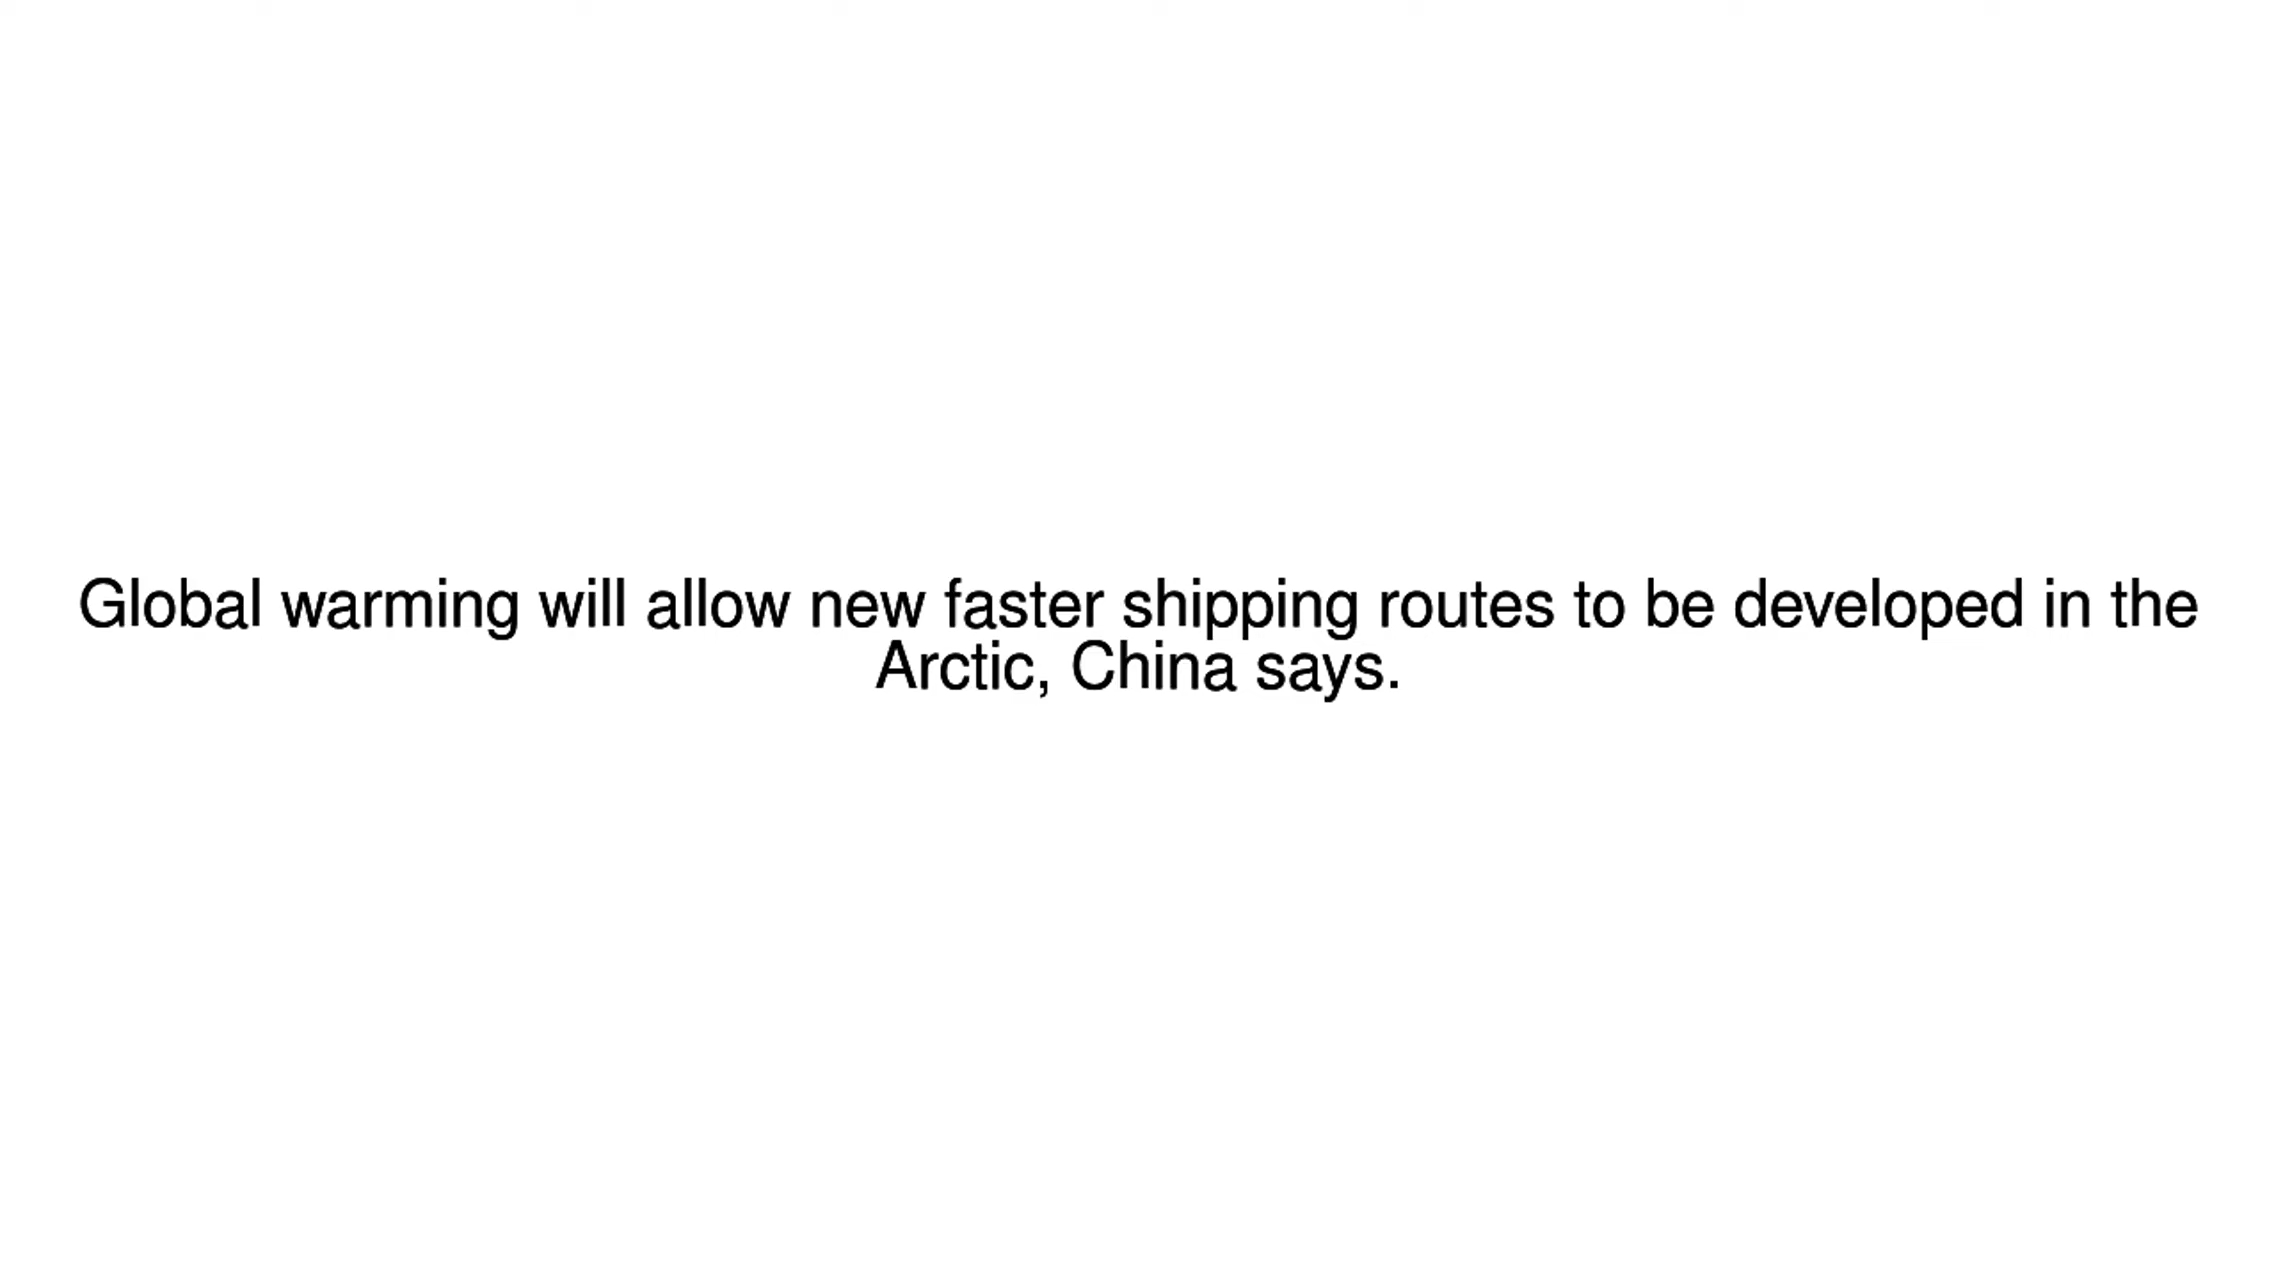 Global warming will allow new faster shipping routes to be developed in the
Arctic, China says.